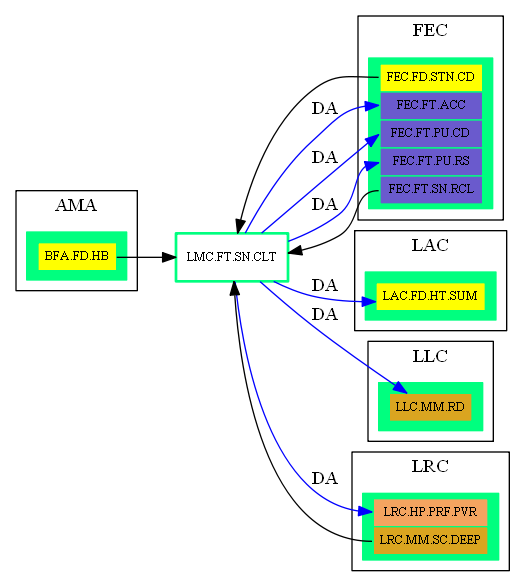 FEC
FEC.FD.STN.CD
FEC.FT.ACC
FEC.FT.PU.CD
FEC.FT.PU.RS
FEC.FT.SN.RCL
DA
DA
DA
AMA
BFA.FD.HB
LMC.FT.SN.CLT
LAC
LAC.FD.HT.SUM
DA
DA
LLC
LLC.MM.RD
LRC
LRC.HP.PRF.PVR
LRC.MM.SC.DEEP
DA